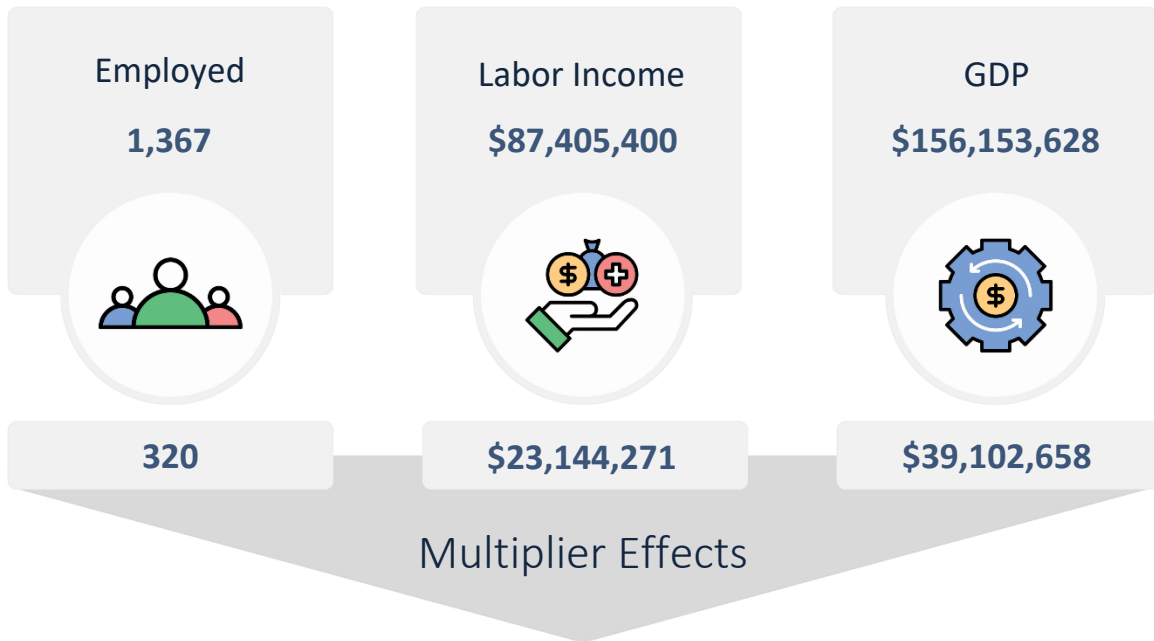 Employed
1,367
Labor Income
$87,405,400
GDP
$156,153,628
320
$23,144,271
$39,102,658
Multiplier Effects